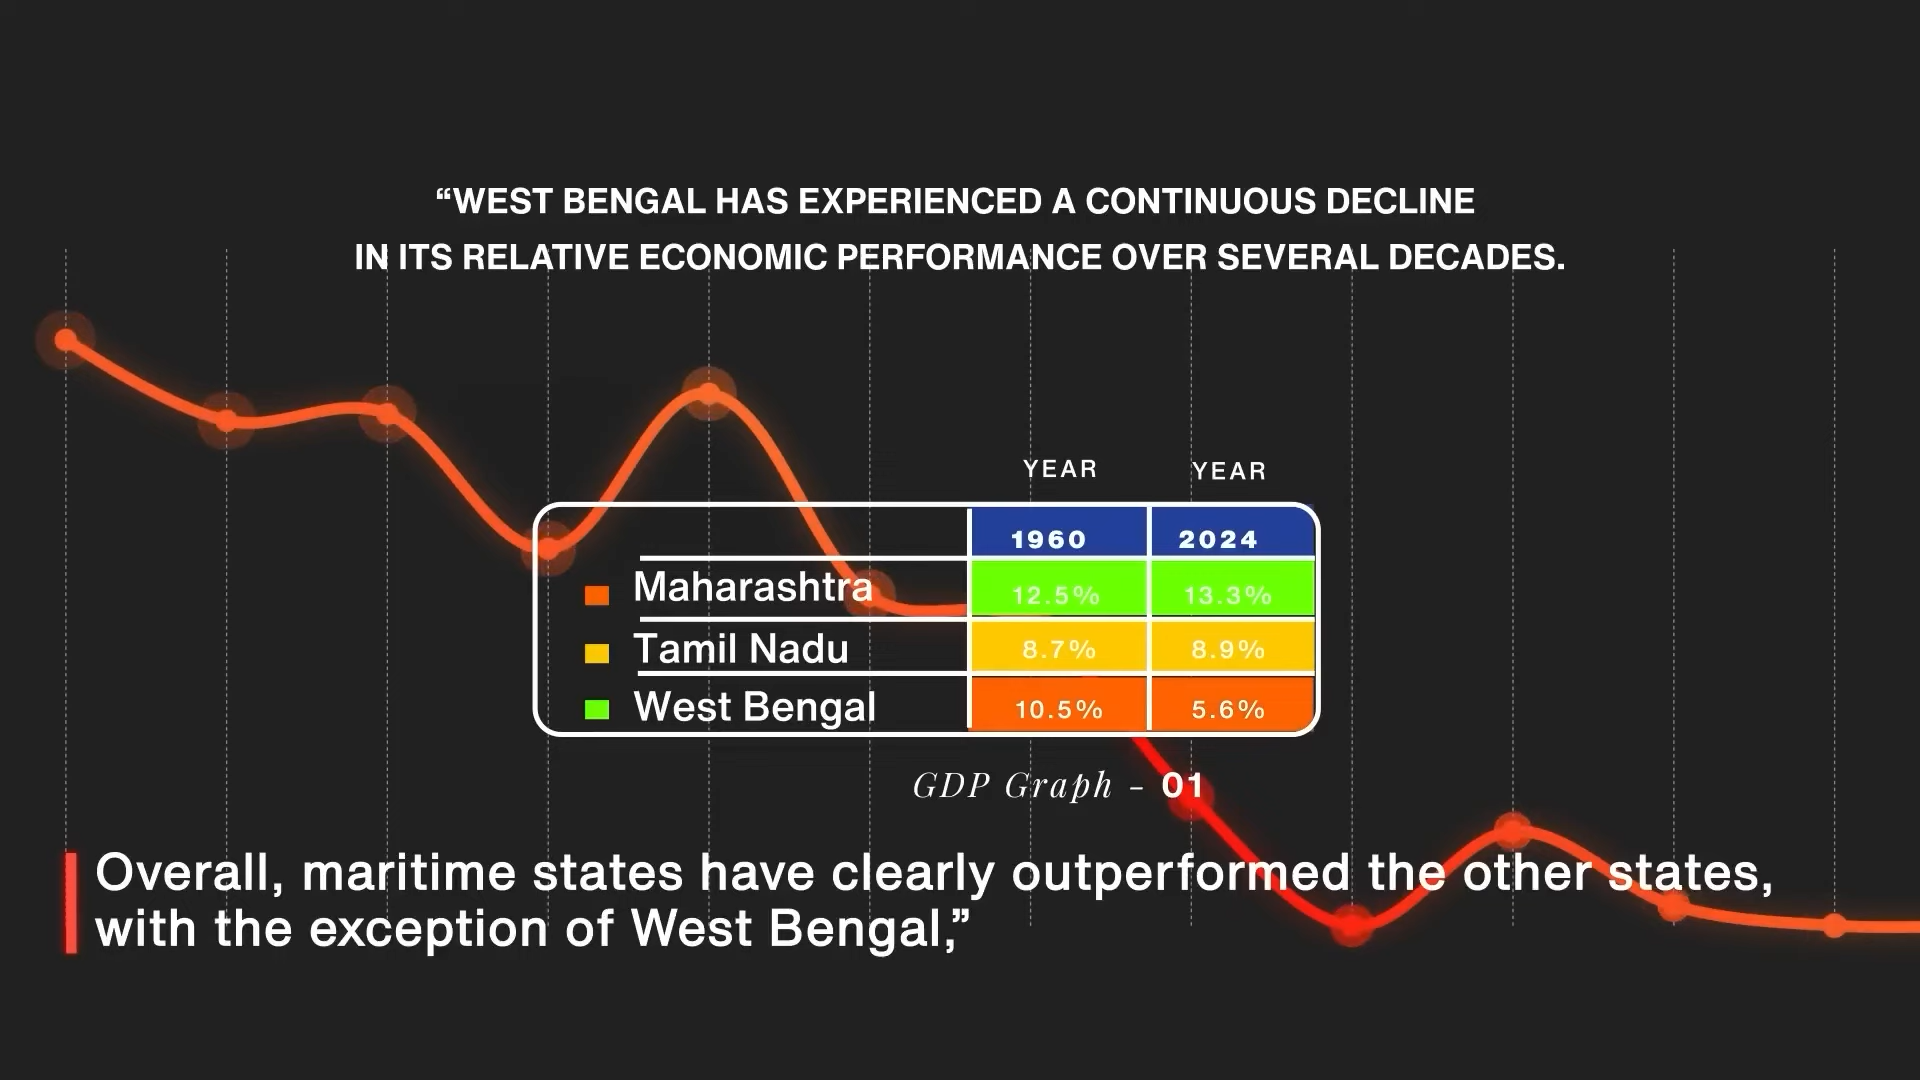 “WEST BENGAL HAS EXPERIENCED A CONTINUOUS DECLINE
IN ITS RELATIVE ECONOMIC PERFORMANCE OVER SEVERAL DECADES.
YEAR YEAR
1960 2024
Maharashtra 12.5% 13.3%
Tamil Nadu 8.7% 8.9%
West Bengal 10.5% 5.6%
GDP Graph - 01
Overall, maritime states have clearly outperformed the other states,
with the exception of West Bengal,”